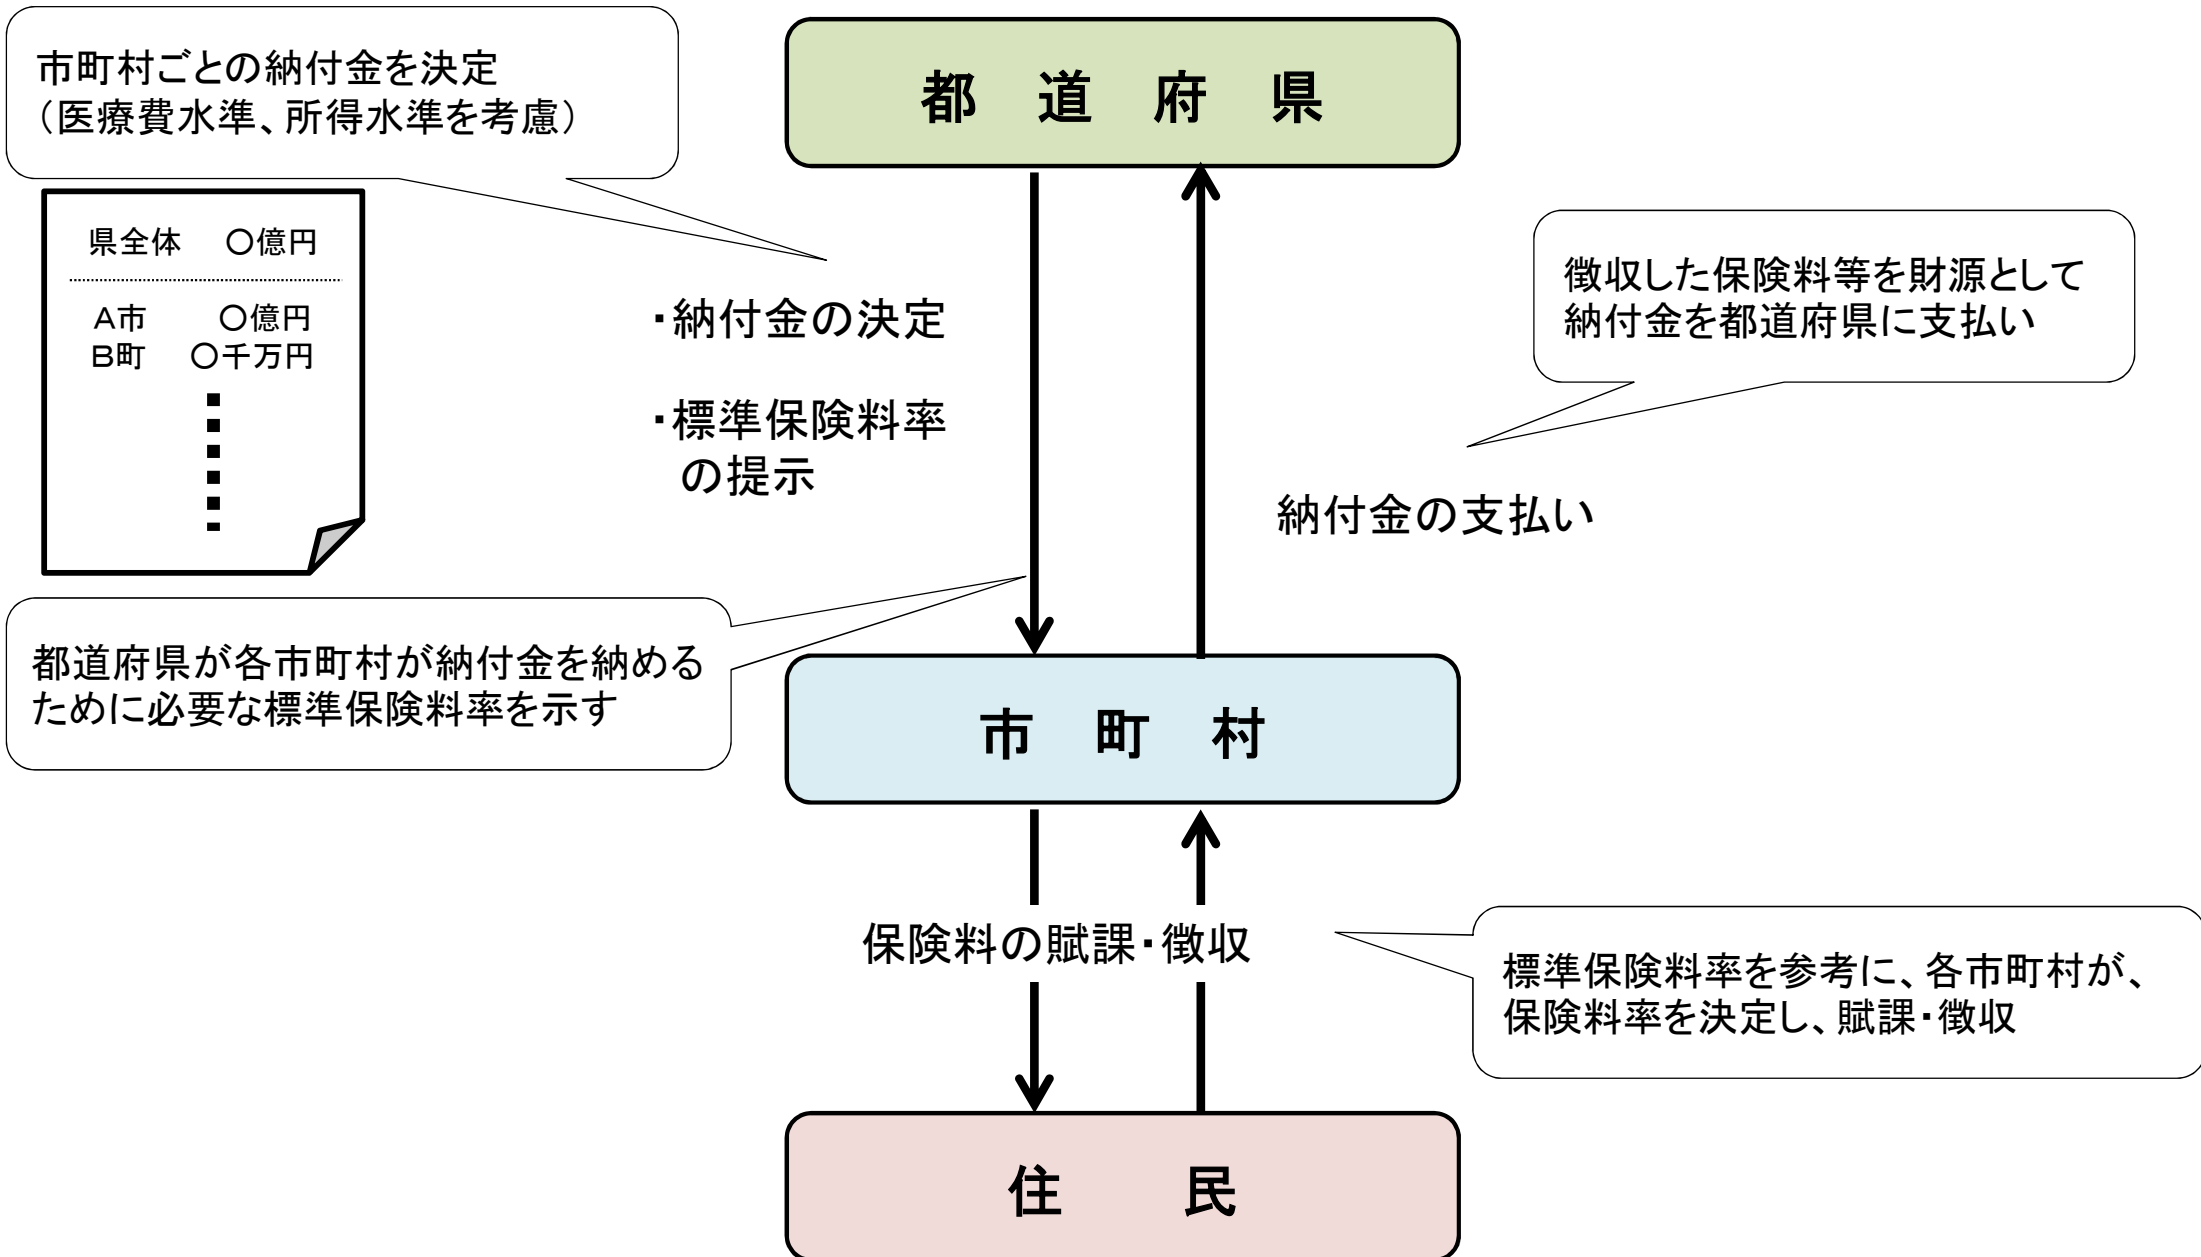 市町村ごとの納付金を決定
（医療費水準、所得水準を考慮）
都　道　府　県
県全体　〇億円
A市　　〇億円
B町　〇千万円
・納付金の決定
・標準保険料率
の提示
徴収した保険料等を財源として
納付金を都道府県に支払い
納付金の支払い
都道府県が各市町村が納付金を納める
ために必要な標準保険料率を示す
市　町　村
保険料の賦課・徴収
標準保険料率を参考に、各市町村が、
保険料率を決定し、賦課・徴収
住　　民